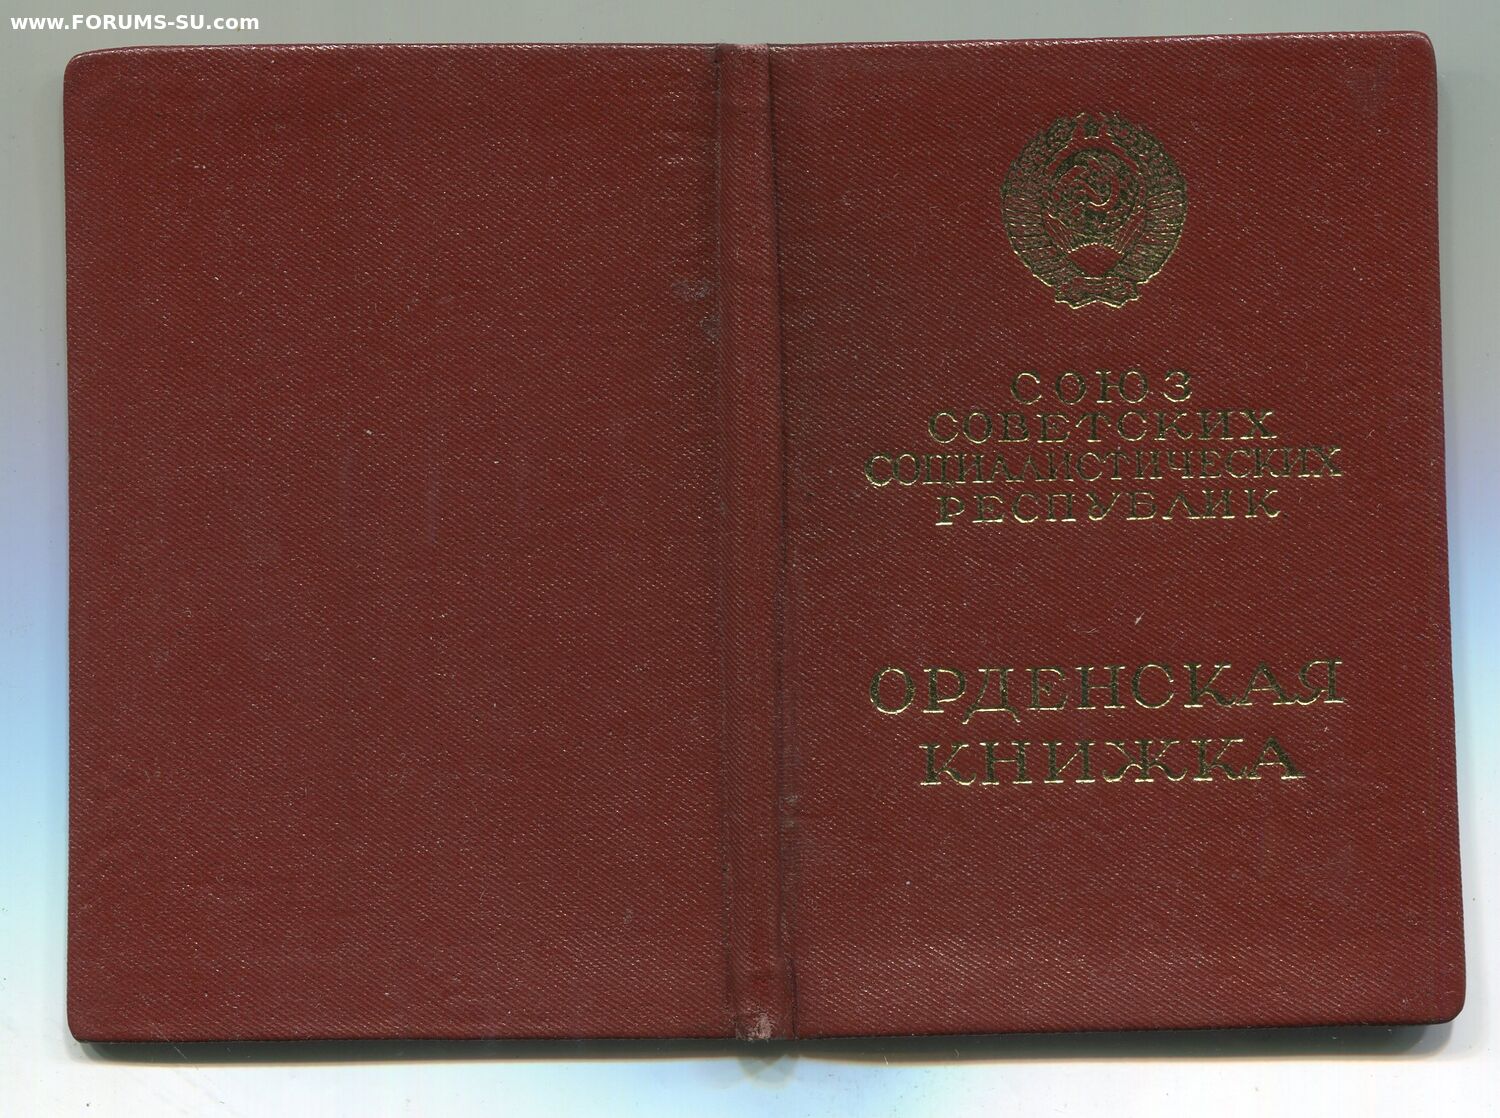 www.FORUMS-SU.com
СОЮЗ
СОВЕТСКИХ
СОЦИАЛИСТИЧЕСКИХ
РЕСПУБЛИК
ОРДЕНСКАЯ
КНИЖКА